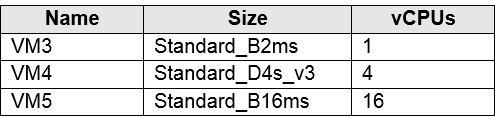 Name Size vCPUs
VM3 Standard_B2ms 1
VM4 Standard_D4s_v3 4
VM5 Standard_B16ms 16